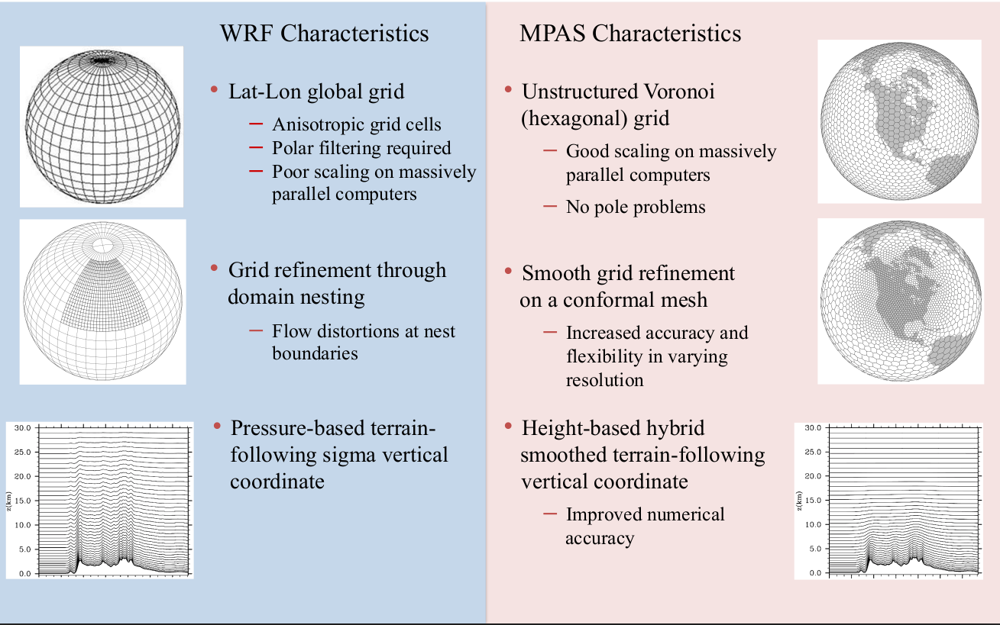 WRF Characteristics
• Lat-Lon global grid
— Anisotropic grid cells
— Polar filtering required
— Poor scaling on massively
parallel computers
• Grid refinement through
domain nesting
— Flow distortions at nest
boundaries
• Pressure-based terrain-
following sigma vertical
coordinate
30.0
25.0
20.0
15.0
10.0
5.0
0.0
z(km)
MPAS Characteristics
• Unstructured Voronoi
(hexagonal) grid
— Good scaling on massively
parallel computers
— No pole problems
• Smooth grid refinement
on a conformal mesh
— Increased accuracy and
flexibility in varying
resolution
• Height-based hybrid
smoothed terrain-following
vertical coordinate
— Improved numerical
accuracy
30.0
25.0
20.0
15.0
10.0
5.0
0.0
z(km)